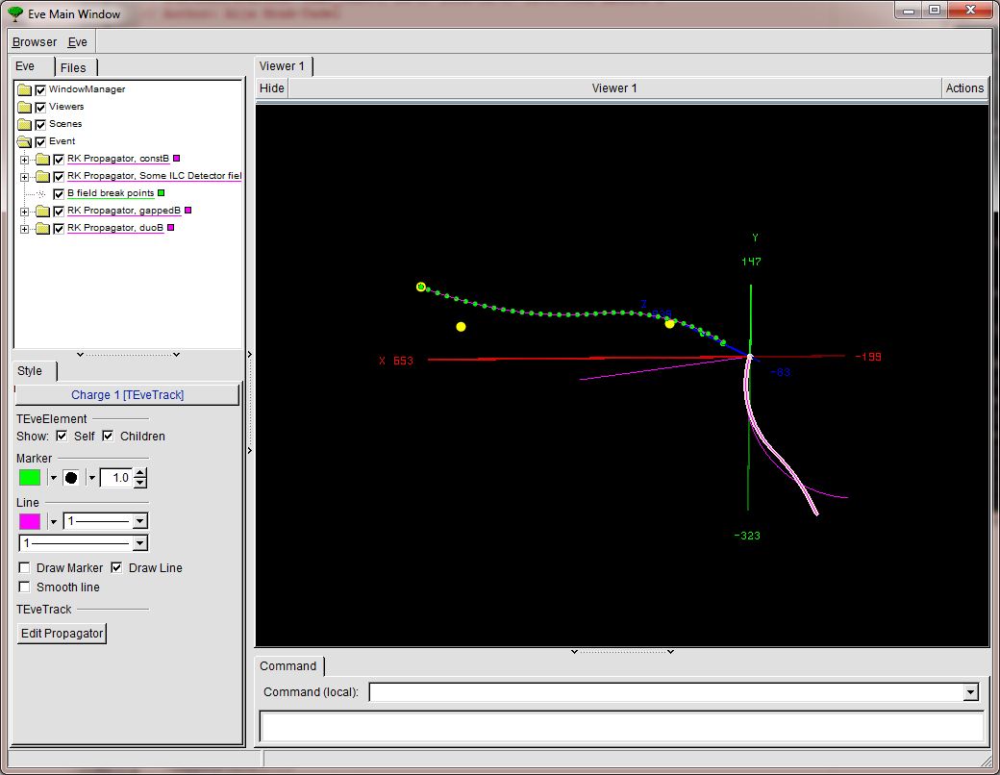 Eve Main Window
Browser Eve
Eve Files
WindowManager
Viewers
Scenes
Event
RK Propagator, constB
RK Propagator, Some ILC Detector fiel
B field break points
RK Propagator, gappedB
RK Propagator, duoB
Style
Charge 1 [TEveTrack]
TEveElement
Show: Self Children
Marker
1.0
Line
1
1
Draw Marker Draw Line
Smooth line
TEveTrack
Edit Propagator
Viewer 1
Hide Viewer 1 Actions
Y
147
Z
X 653
-199
-83
-323
Command
Command (local):